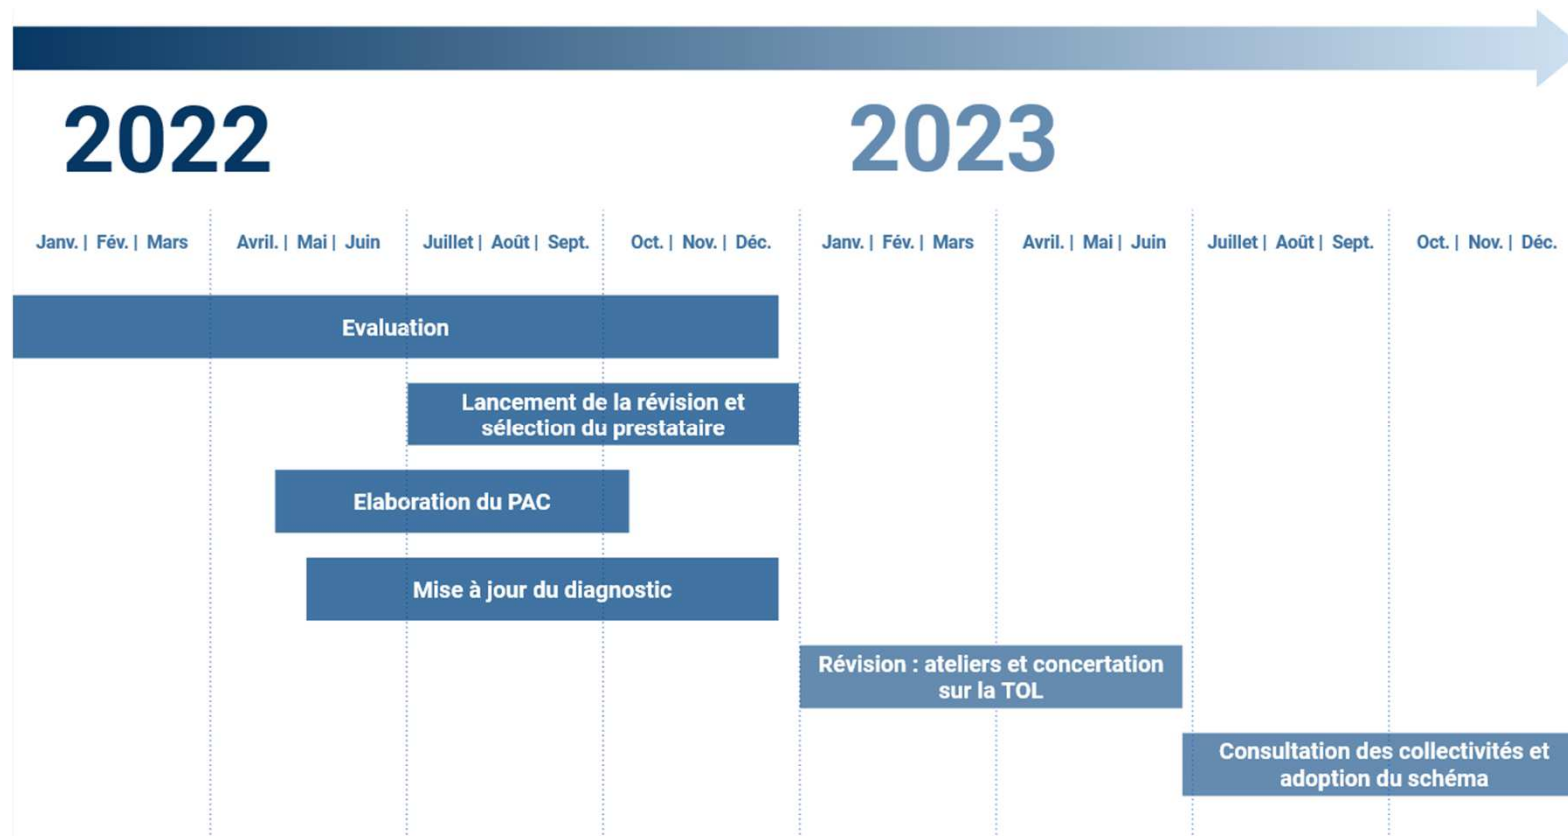 2022
2023
Janv. | Fév. | Mars
Avril. | Mai | Juin
Juillet | Août | Sept.
Oct. | Nov. | Déc.
Janv. | Fév. | Mars
Avril. | Mai | Juin
Juillet | Août | Sept.
Oct. | Nov. | Déc.
Evaluation
Lancement de la révision et
sélection du prestataire
Elaboration du PAC
Mise à jour du diagnostic
Révision : ateliers et concertation
sur la TOL
Consultation des collectivités et
adoption du schéma